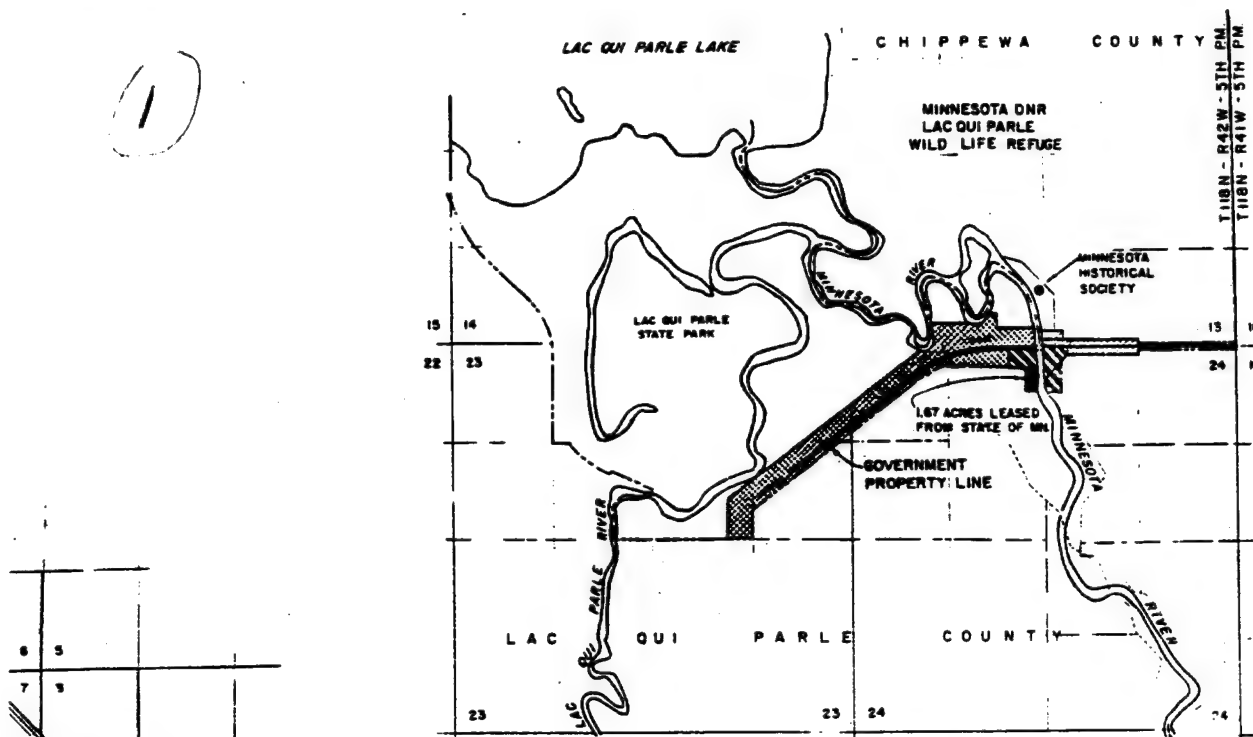 1
LAC QUI PARLE LAKE
CHIPPEWA COUNTY
T118N - R42W - 5TH PM
T118N - R41W - 5TH PM
MINNESOTA DNR
LAC QUI PARLE
WILD LIFE REFUGE
MINNESOTA
HISTORICAL
SOCIETY
MINNESOTA
RIVER
LAC QUI PARLE
STATE PARK
15 14
22 23
13
24
1.67 ACRES LEASED
FROM STATE OF MN.
GOVERNMENT
PROPERTY LINE
MINNESOTA
RIVER
LAC QUI PARLE RIVER
LAC QUI PARLE COUNTY
6 5
7
23
23 24
24